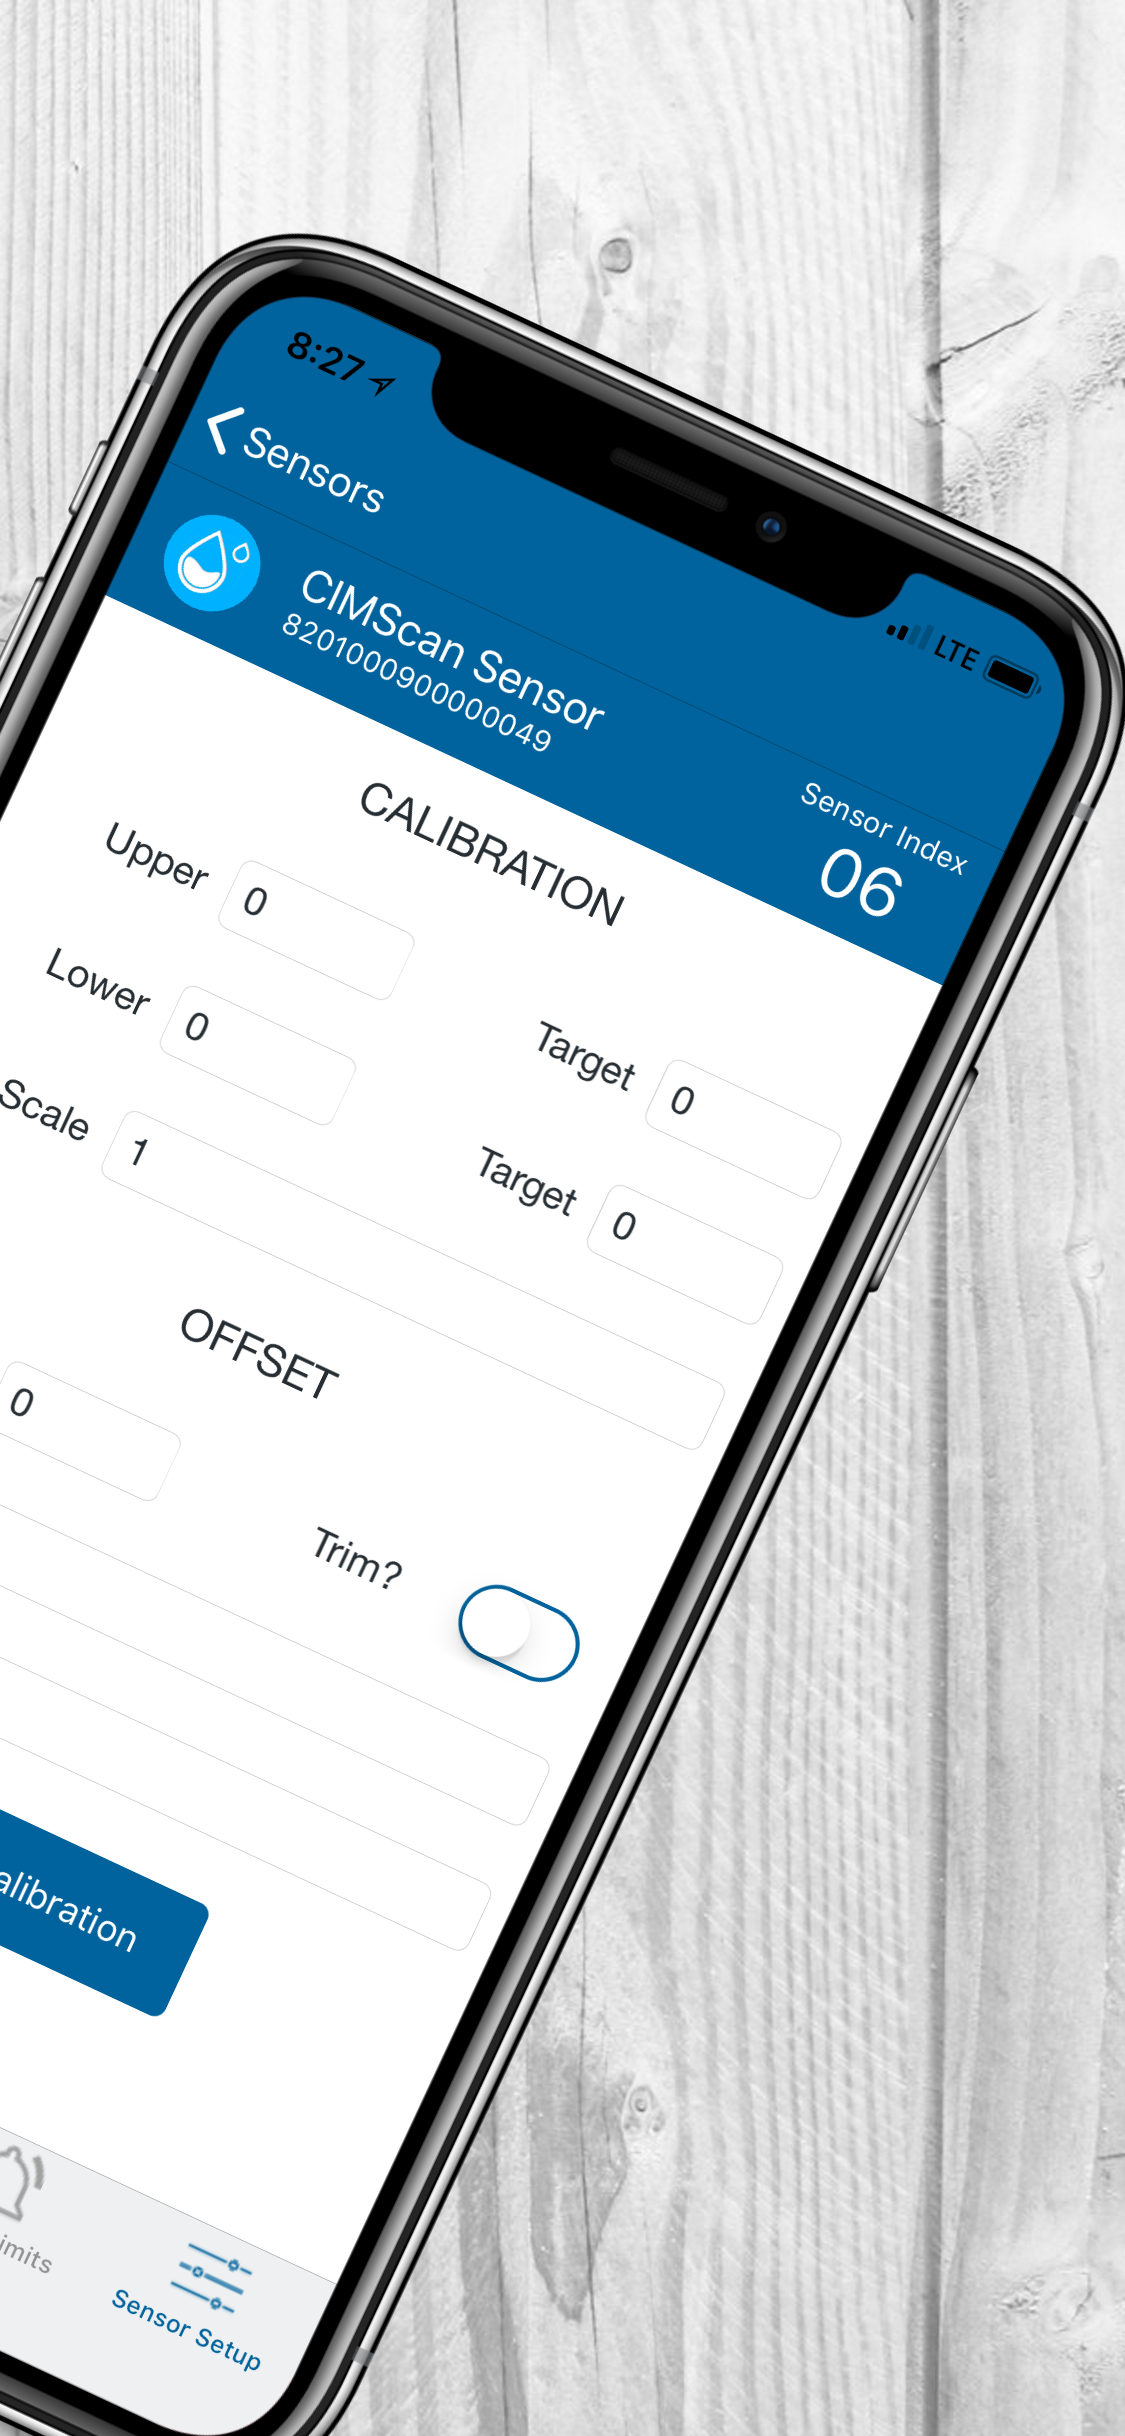 8:27
LTE
Sensors
CIMScan Sensor
8201000900000049
Sensor Index
06
CALIBRATION
Upper 0
Target 0
Lower 0
Target 0
Scale 1
OFFSET
0
Trim?
alibration
imits
Sensor Setup